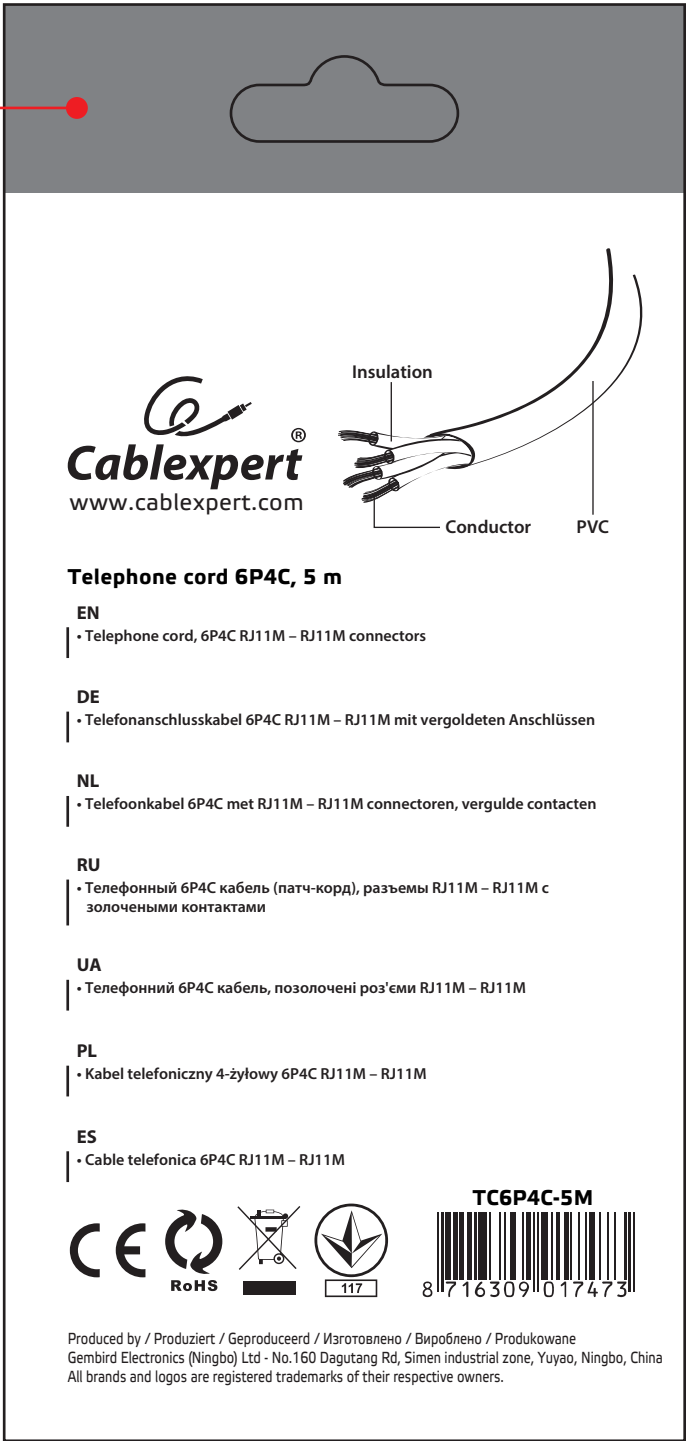 Insulation
Cablexpert®
www.cablexpert.com
Conductor
PVC
Telephone cord 6P4C, 5 m
EN
• Telephone cord, 6P4C RJ11M – RJ11M connectors
DE
• Telefonanschlusskabel 6P4C RJ11M – RJ11M mit vergoldeten Anschlüssen
NL
• Telefoonkabel 6P4C met RJ11M – RJ11M connectoren, vergulde contacten
RU
• Телефонный 6P4C кабель (патч-корд), разъемы RJ11M – RJ11M с
золочеными контактами
UA
• Телефонний 6P4C кабель, позолочені роз'єми RJ11M – RJ11M
PL
• Kabel telefoniczny 4-żyłowy 6P4C RJ11M – RJ11M
ES
• Cable telefonica 6P4C RJ11M – RJ11M
TC6P4C-5M
CE
RoHS
117
8 716309 017473
Produced by / Produziert / Geproduceerd / Изготовлено / Вироблено / Produkowane
Gembird Electronics (Ningbo) Ltd - No.160 Dagutang Rd, Simen industrial zone, Yuyao, Ningbo, China
All brands and logos are registered trademarks of their respective owners.